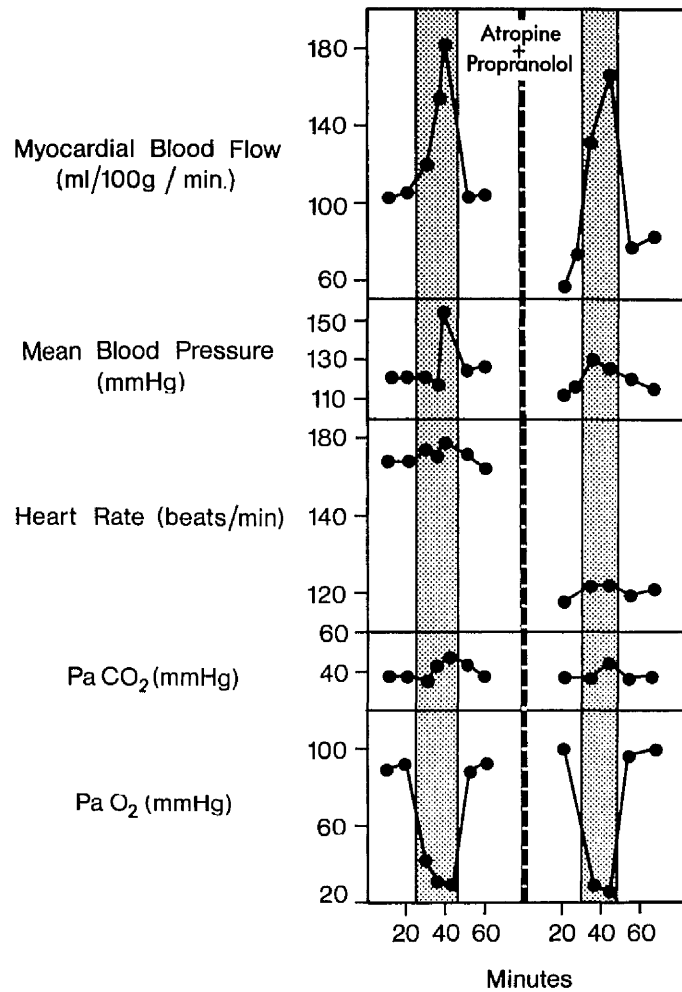 Atropine
+
Propranolol
Myocardial Blood Flow
(ml/100g / min.)
180
140
100
60
Mean Blood Pressure
(mmHg)
150
130
110
Heart Rate (beats/min)
180
140
120
Pa CO₂ (mmHg)
60
40
Pa O₂ (mmHg)
100
60
20
20 40 60 20 40 60
Minutes